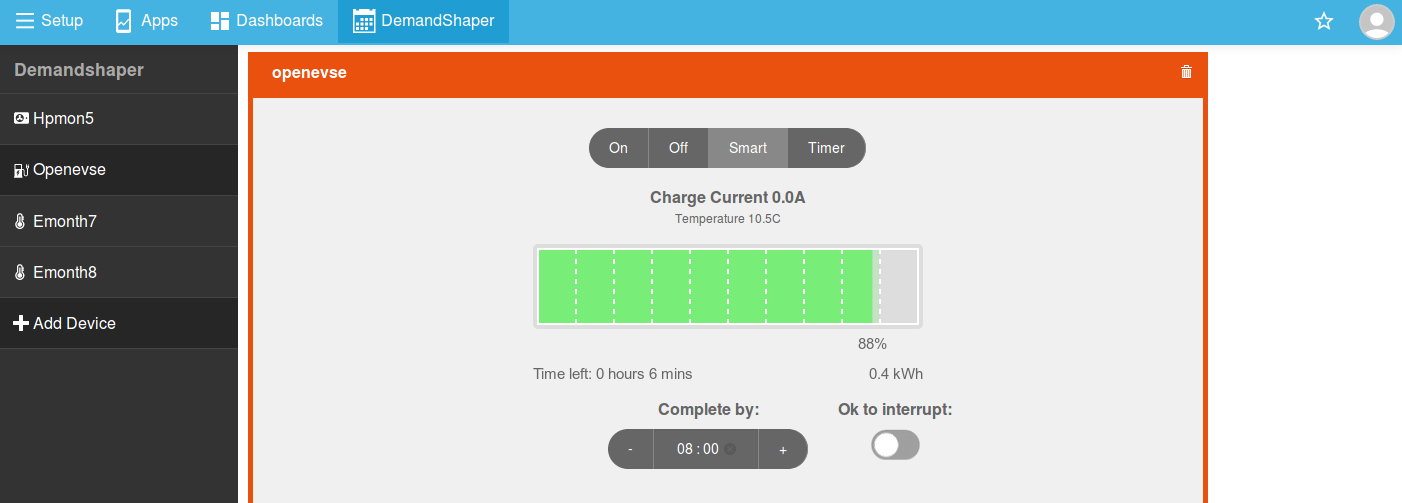 Setup Apps Dashboards DemandShaper
Demandshaper
Hpmon5
Openevse
Emonth7
Emonth8
Add Device
openevse
On Off Smart Timer
Charge Current 0.0A
Temperature 10.5C
88%
Time left: 0 hours 6 mins 0.4 kWh
Complete by: Ok to interrupt:
- 08 : 00 +